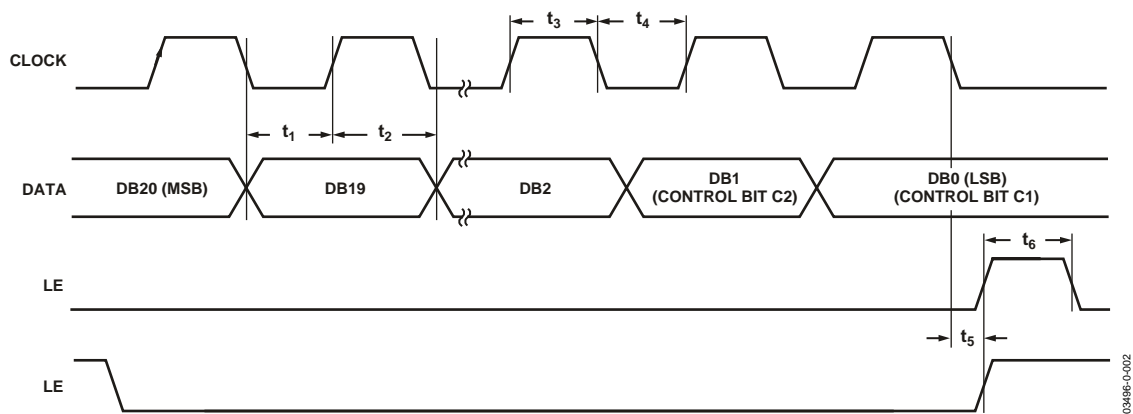 t3
t4
CLOCK
t1
t2
DATA
DB20 (MSB)
DB19
DB2
DB1
(CONTROL BIT C2)
DB0 (LSB)
(CONTROL BIT C1)
t6
LE
t5
LE
03496-0-002